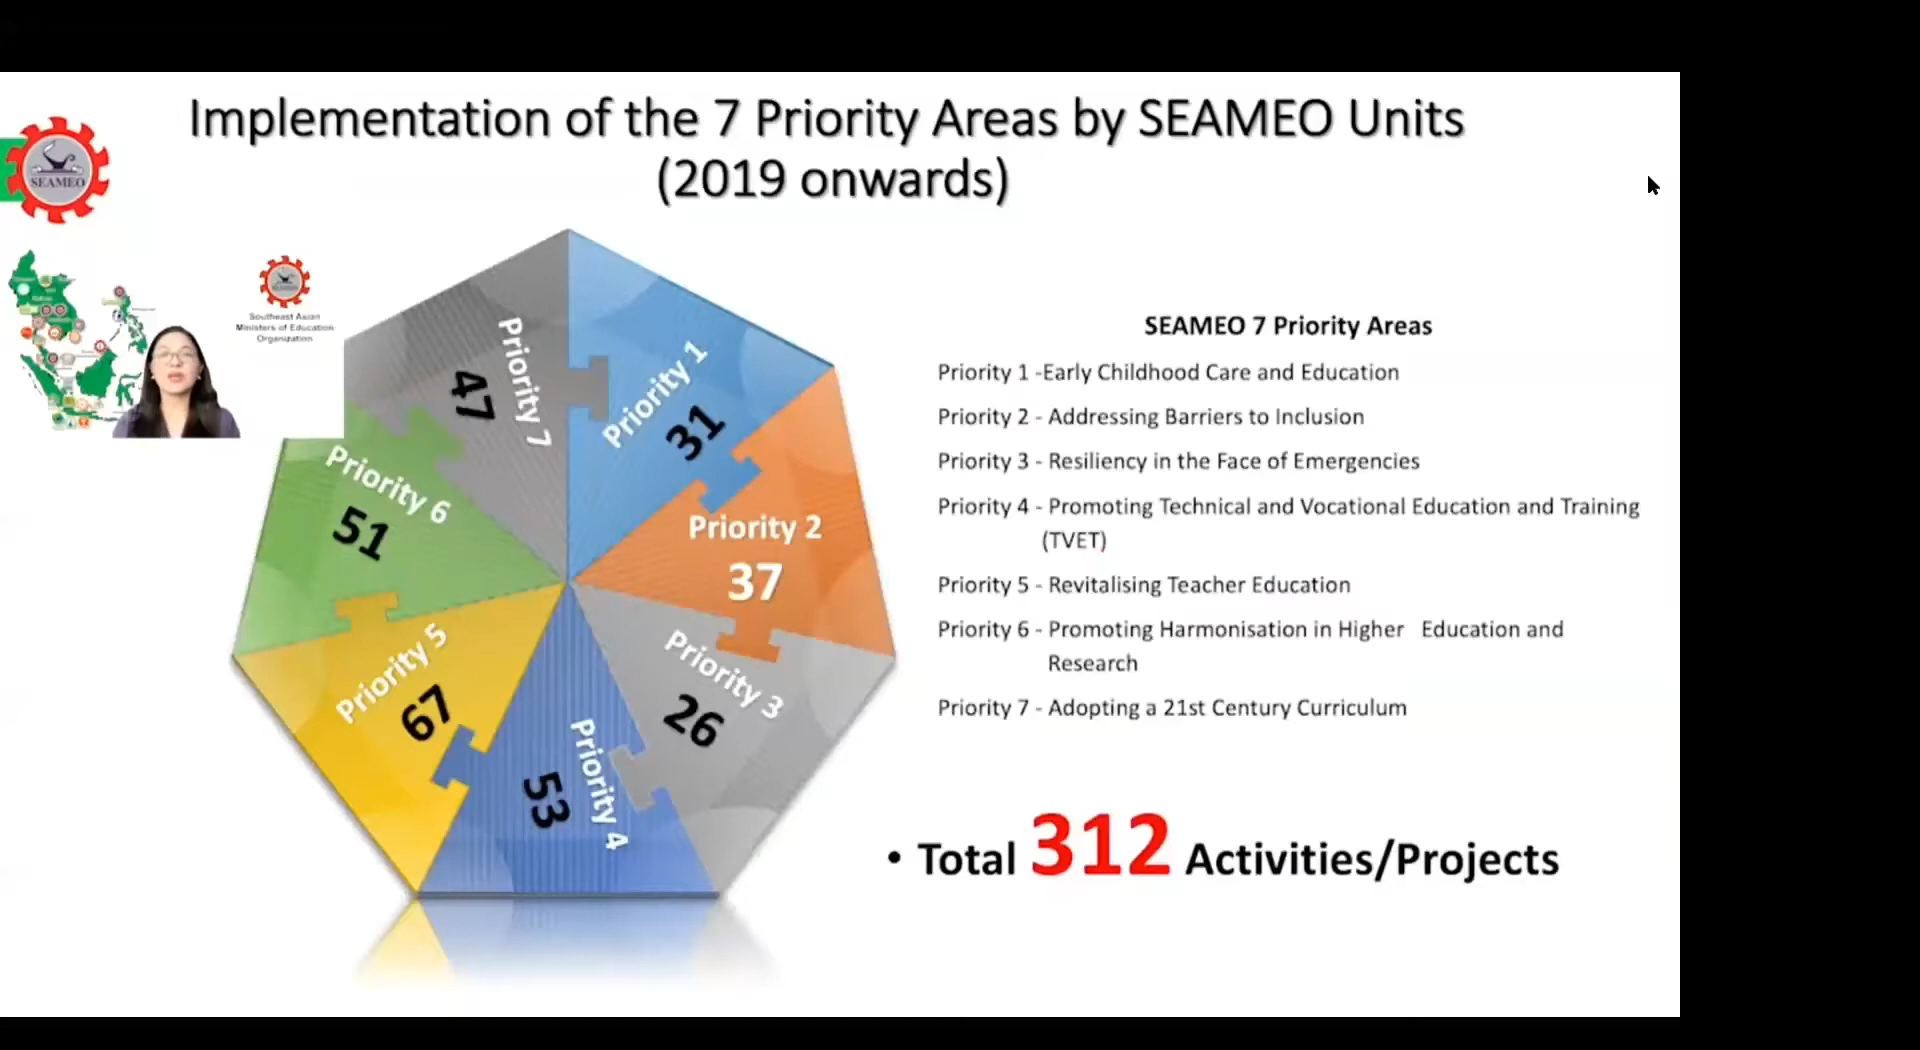 Implementation of the 7 Priority Areas by SEAMEO Units
(2019 onwards)
SEAMEO
Southeast Asian
Ministers of Education
Organization
Priority 1
31
Priority 2
37
Priority 3
26
Priority 4
53
Priority 5
67
Priority 6
51
Priority 7
47
SEAMEO 7 Priority Areas
Priority 1 -Early Childhood Care and Education
Priority 2 - Addressing Barriers to Inclusion
Priority 3 - Resiliency in the Face of Emergencies
Priority 4 - Promoting Technical and Vocational Education and Training
(TVET)
Priority 5 - Revitalising Teacher Education
Priority 6 - Promoting Harmonisation in Higher Education and
Research
Priority 7 - Adopting a 21st Century Curriculum
• Total 312 Activities/Projects